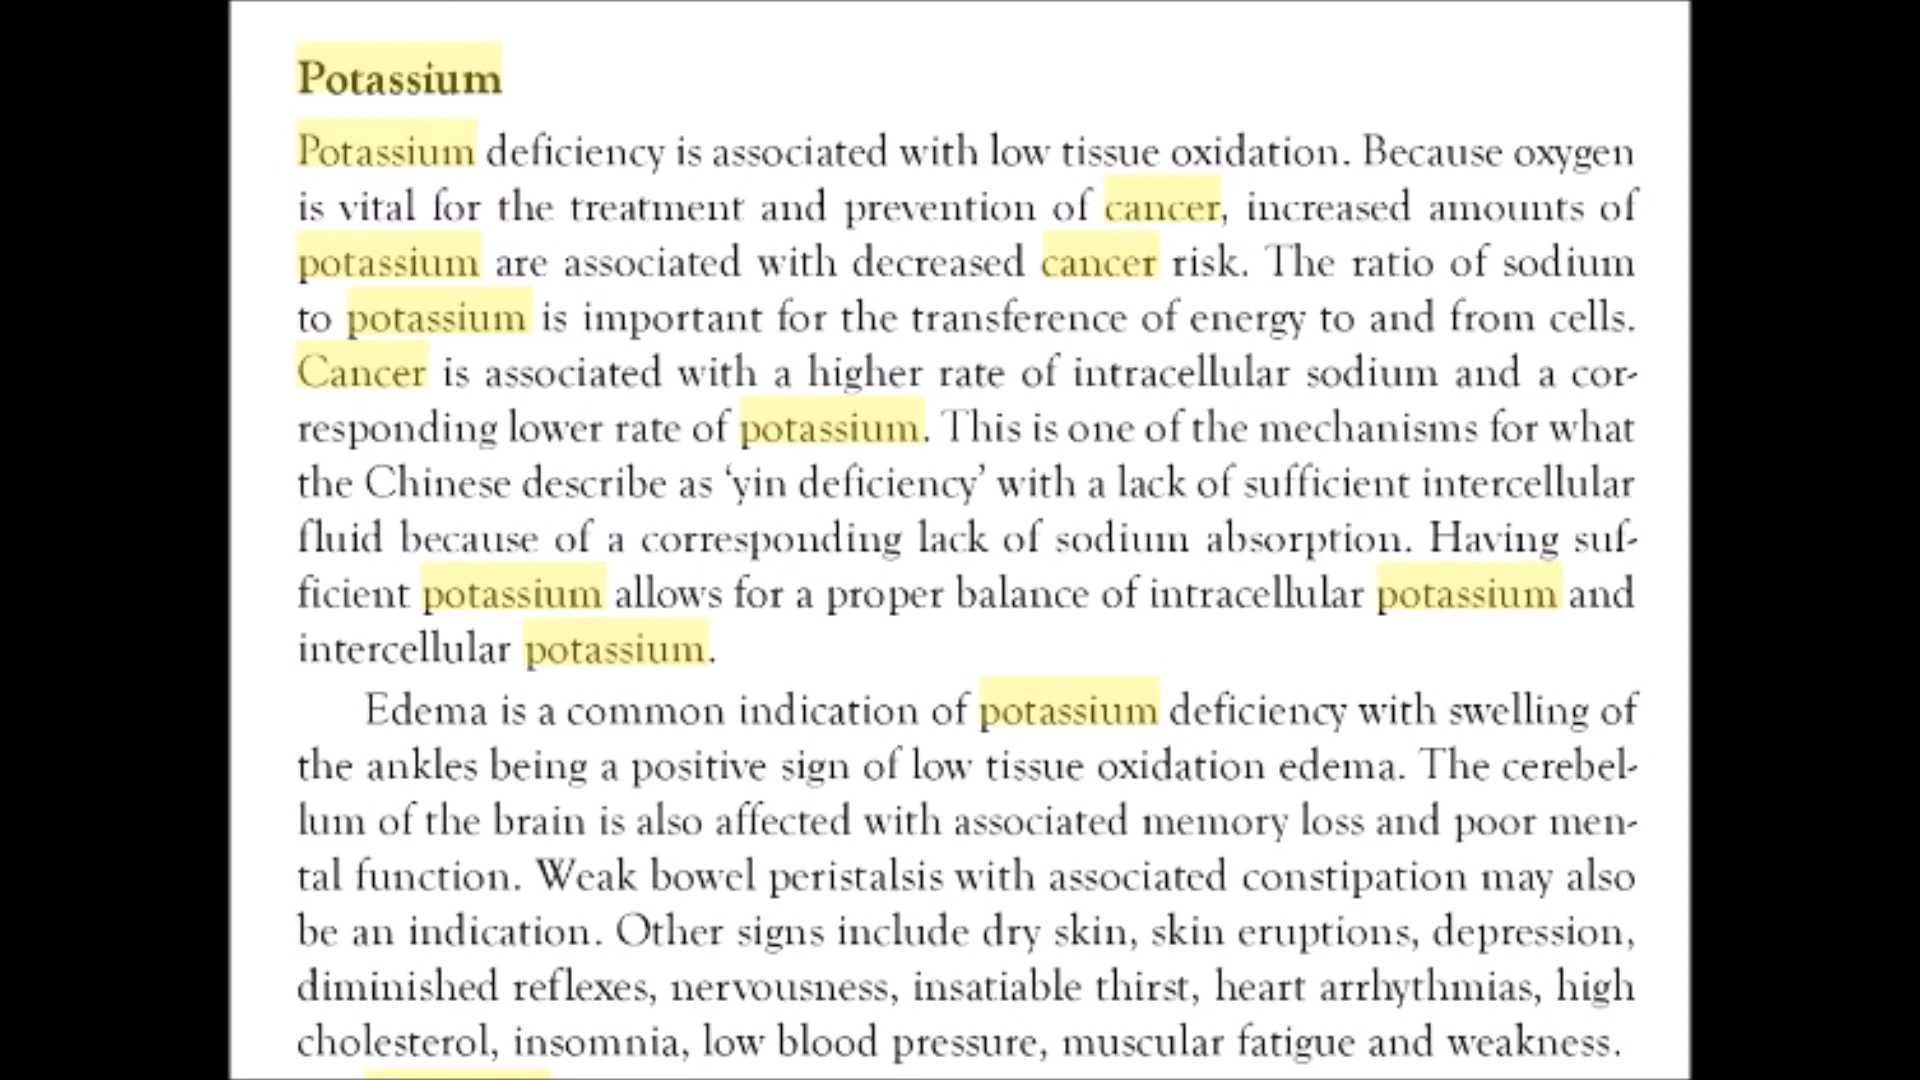 Potassium
Potassium deficiency is associated with low tissue oxidation. Because oxygen
is vital for the treatment and prevention of cancer, increased amounts of
potassium are associated with decreased cancer risk. The ratio of sodium
to potassium is important for the transference of energy to and from cells.
Cancer is associated with a higher rate of intracellular sodium and a cor-
responding lower rate of potassium. This is one of the mechanisms for what
the Chinese describe as ‘yin deficiency’ with a lack of sufficient intercellular
fluid because of a corresponding lack of sodium absorption. Having suf-
ficient potassium allows for a proper balance of intracellular potassium and
intercellular potassium.
Edema is a common indication of potassium deficiency with swelling of
the ankles being a positive sign of low tissue oxidation edema. The cerebel-
lum of the brain is also affected with associated memory loss and poor men-
tal function. Weak bowel peristalsis with associated constipation may also
be an indication. Other signs include dry skin, skin eruptions, depression,
diminished reflexes, nervousness, insatiable thirst, heart arrhythmias, high
cholesterol, insomnia, low blood pressure, muscular fatigue and weakness.